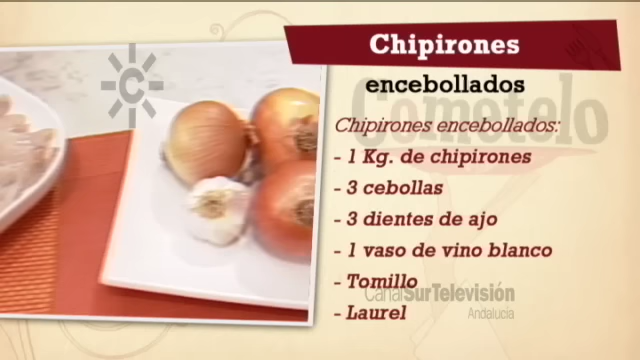 Chipirones
encebollados
Cómetelo
Chipirones encebollados:
- 1 Kg. de chipirones
- 3 cebollas
- 3 dientes de ajo
- 1 vaso de vino blanco
- Tomillo
CanalSurTelevisión
- Laurel
Andalucía